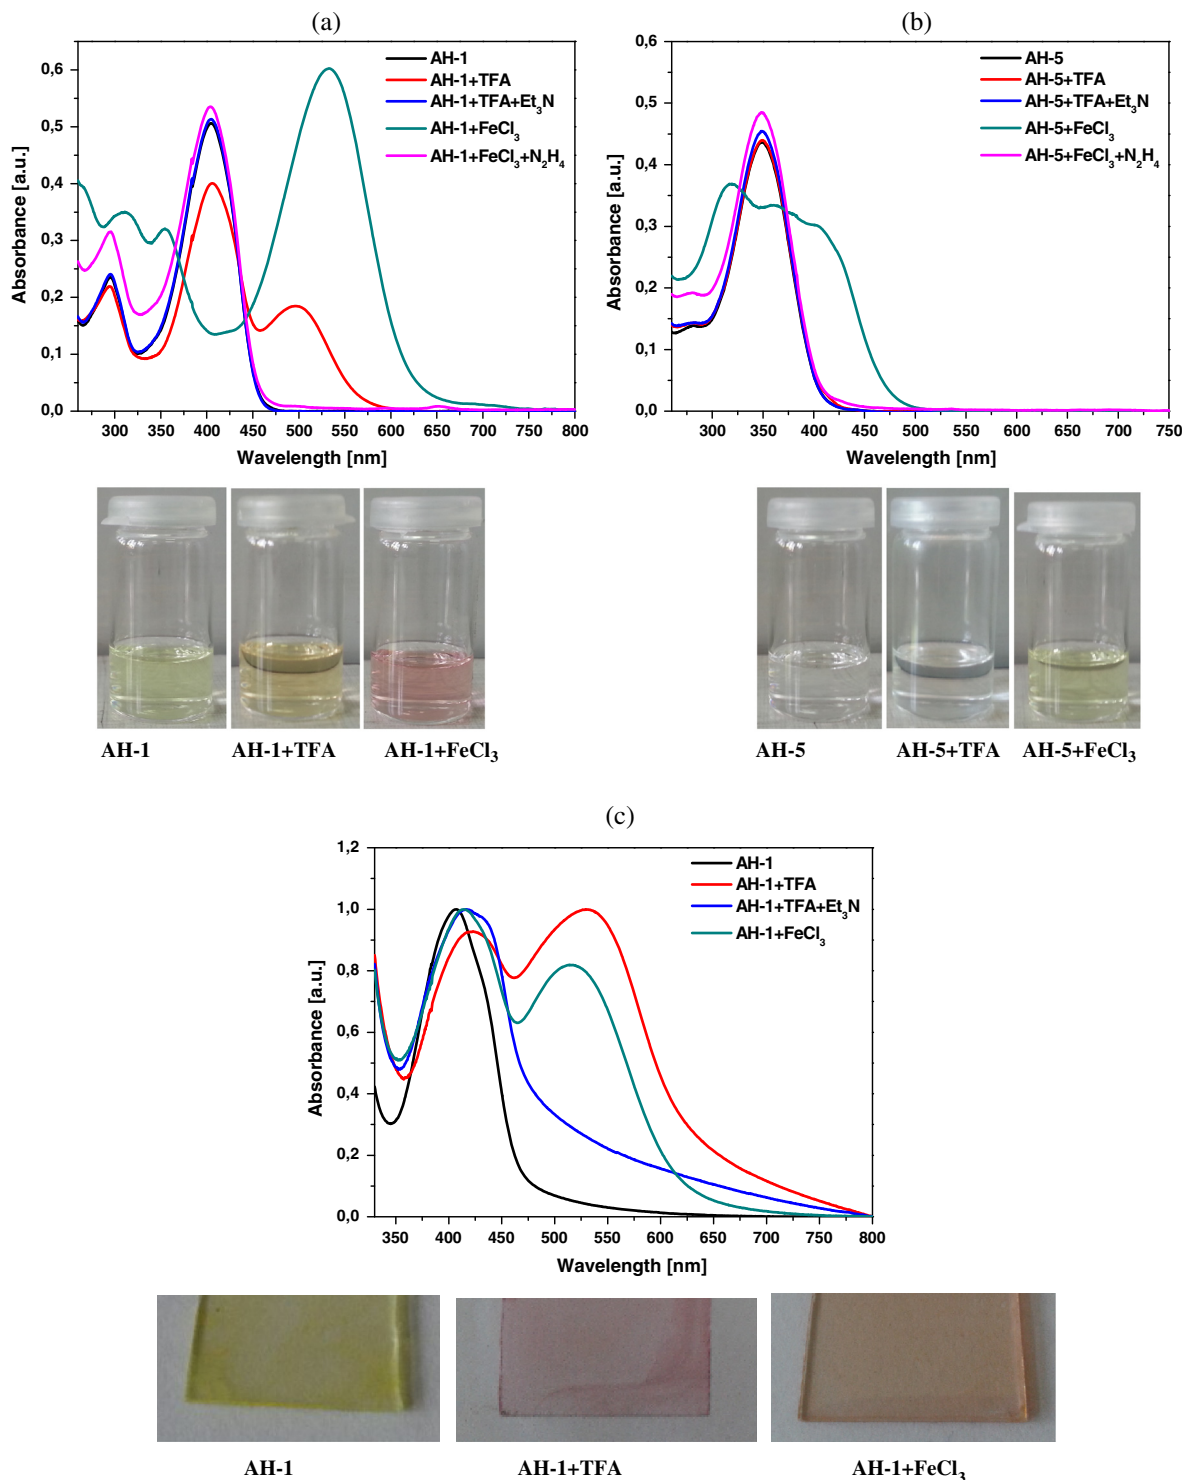 (a)
(b)
0,6
0,5
0,4
0,3
0,2
0,1
0,0
Absorbance [a.u.]
AH-1
AH-1+TFA
AH-1+TFA+Et₃N
AH-1+FeCl₃
AH-1+FeCl₃+N₂H₄
300 350 400 450 500 550 600 650 700 750 800
Wavelength [nm]
0,6
0,5
0,4
0,3
0,2
0,1
0,0
Absorbance [a.u.]
AH-5
AH-5+TFA
AH-5+TFA+Et₃N
AH-5+FeCl₃
AH-5+FeCl₃+N₂H₄
300 350 400 450 500 550 600 650 700 750
Wavelength [nm]
AH-1 AH-1+TFA AH-1+FeCl₃
AH-5 AH-5+TFA AH-5+FeCl₃
(c)
1,2
1,0
0,8
0,6
0,4
0,2
0,0
Absorbance [a.u.]
AH-1
AH-1+TFA
AH-1+TFA+Et₃N
AH-1+FeCl₃
350 400 450 500 550 600 650 700 750 800
Wavelength [nm]
AH-1 AH-1+TFA AH-1+FeCl₃